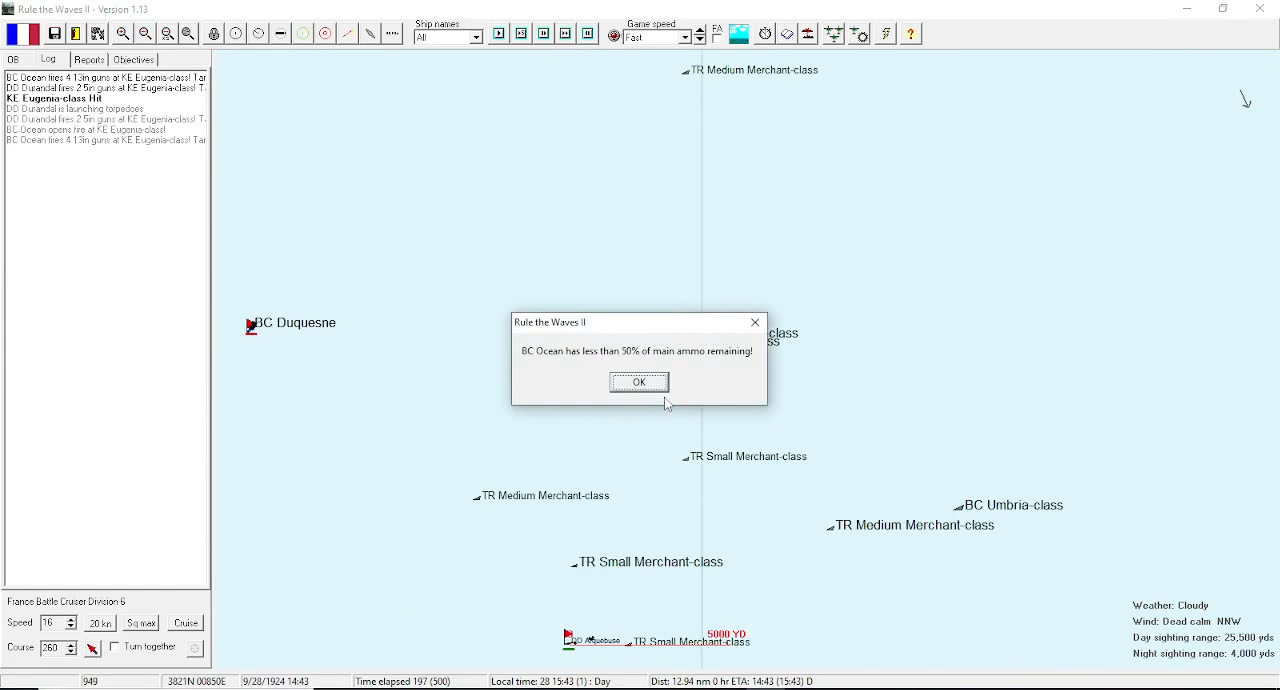 Rule the Waves II - Version 1.13
Ship names
All
Game speed
Fast
FA
OB
Log
Reports
Objectives
BC Ocean fires 4 13in guns at KE Eugenia-class! Tar
DD Durandal fires 2 5in guns at KE Eugenia-class! T
KE Eugenia-class Hit
DD Durandal is launching torpedoes
DD Durandal fires 2 5in guns at KE Eugenia-class! T
BC Ocean opens fire at KE Eugenia-class!
BC Ocean fires 4 13in guns at KE Eugenia-class! Tar
TR Medium Merchant-class
BC Duquesne
Rule the Waves II
BC Ocean has less than 50% of main ammo remaining!
OK
class
ss
TR Small Merchant-class
TR Medium Merchant-class
BC Umbria-class
TR Medium Merchant-class
TR Small Merchant-class
DD Arquebuse
TR Small Merchant-class
5000 YD
Weather: Cloudy
Wind: Dead calm NNW
Day sighting range: 25,500 yds
Night sighting range: 4,000 yds
France Battle Cruiser Division 6
Speed 16 20 kn Sq max Cruise
Course 260 Turn together
949
3821N 00850E
9/28/1924 14:43
Time elapsed 197 (500)
Local time: 28 15:43 (1) : Day
Dist: 12.94 nm 0 hr ETA: 14:43 (15:43) D